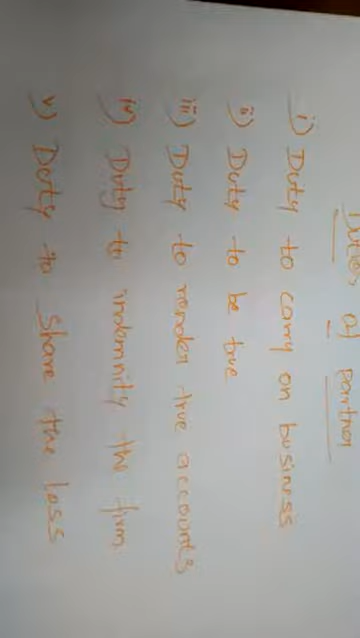 Duties of partner
i) Duty to carry on business
ii) Duty to be true
iii) Duty to render true accounts
iv) Duty to indemnity the firm
v) Duty to share the loss